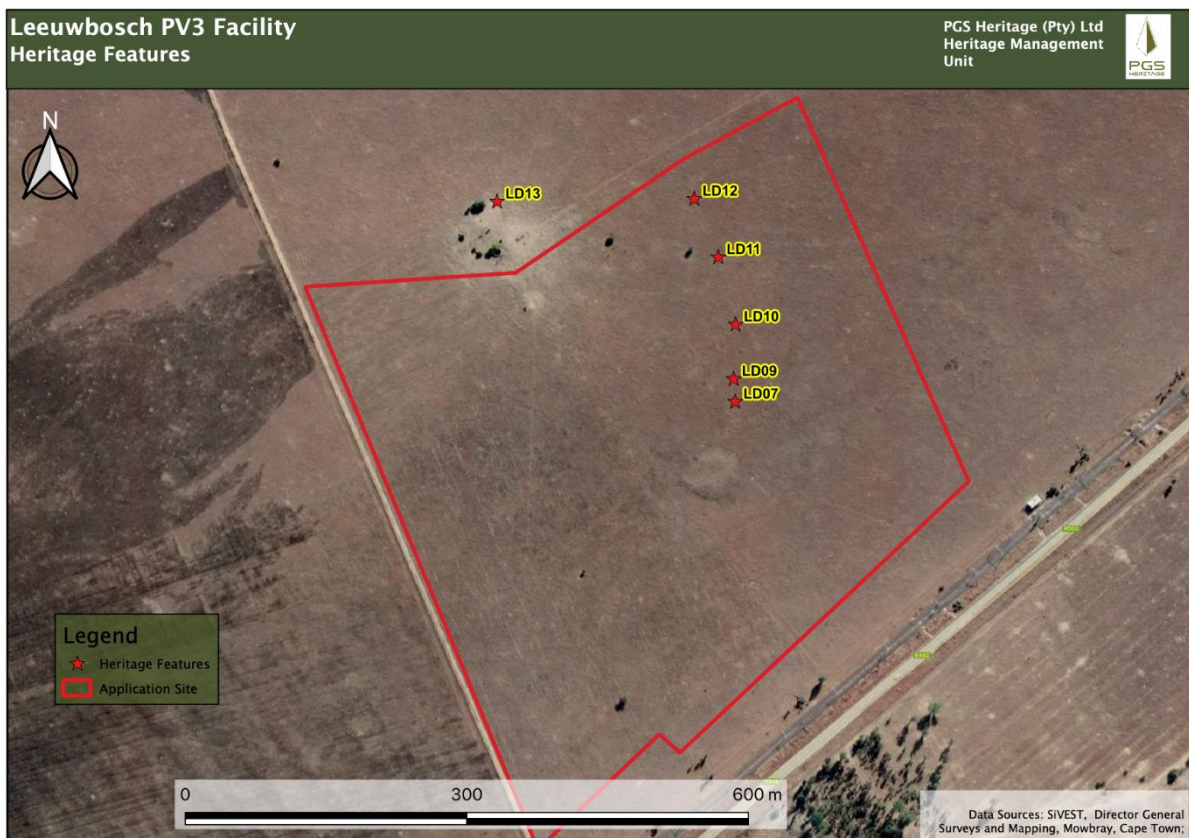 Leeuwbosch PV3 Facility
Heritage Features
PGS Heritage (Pty) Ltd
Heritage Management
Unit
PGS
HERITAGE
N
LD13
LD12
LD11
LD10
LD09
LD07
Legend
Heritage Features
Application Site
0
300
600 m
Data Sources: SiVEST, Director General
Surveys and Mapping, Mowbray, Cape Town